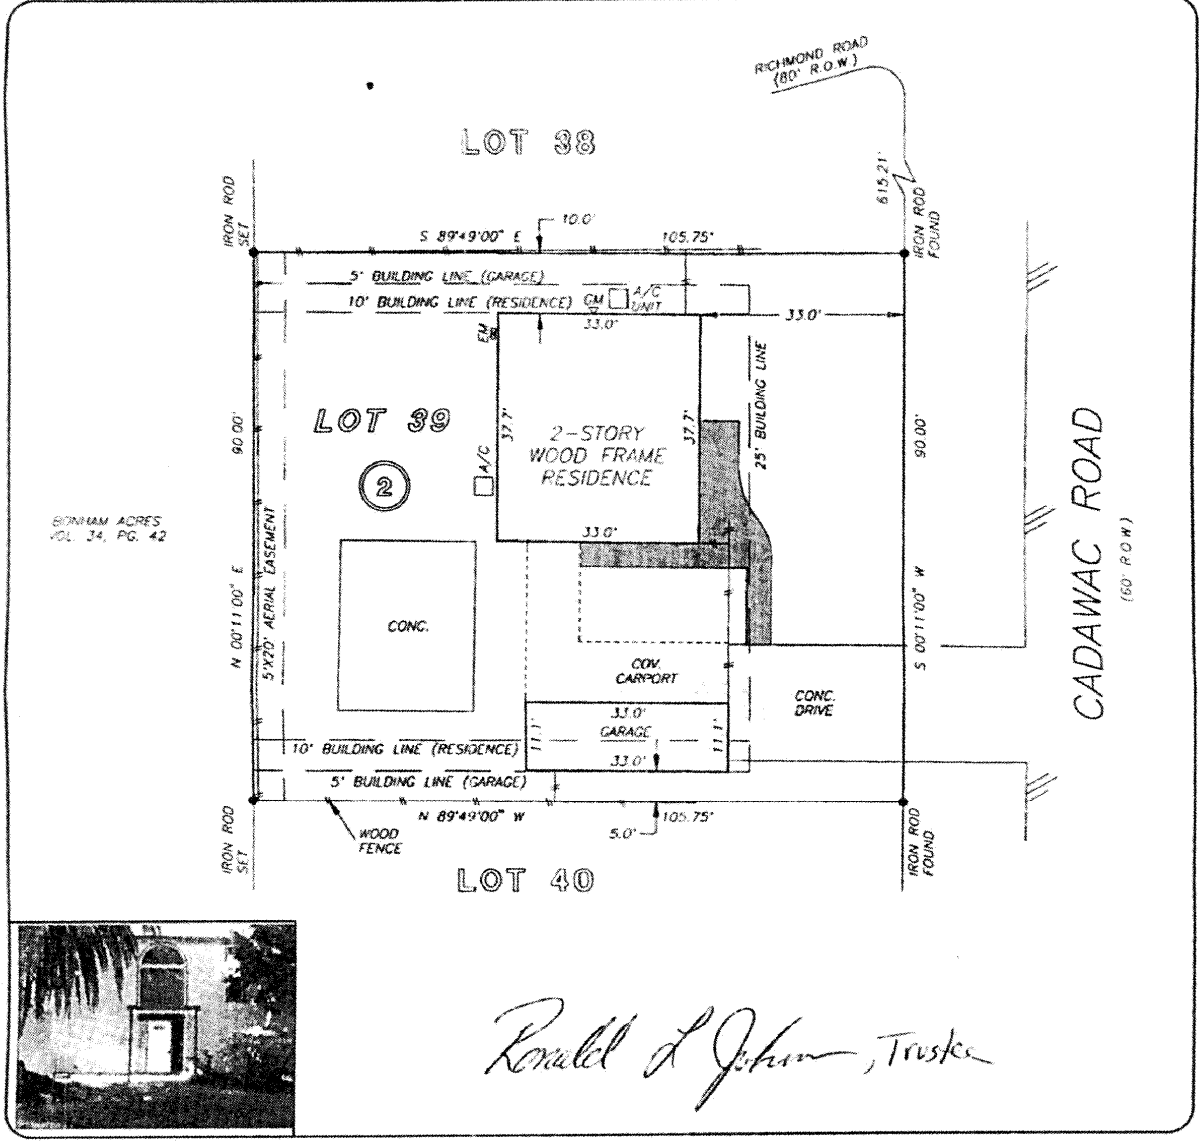 RICHMOND ROAD
(80' R.O.W.)
LOT 38
615.21'
IRON ROD
SET
IRON ROD
FOUND
10.0'
S 89°49'00" E
105.75'
5' BUILDING LINE (GARAGE)
10' BUILDING LINE (RESIDENCE)
GM
A/C
UNIT
33.0'
33.0'
EM
LOT 39
2
37.7'
37.7'
2-STORY
WOOD FRAME
RESIDENCE
A/C
25' BUILDING LINE
90.00'
90.00'
CADAWAC ROAD
(60' R.O.W.)
BONHAM ACRES
VOL. 34, PG. 42
33.0'
5'X20' AERIAL EASEMENT
N 00°11'00" E
S 00°11'00" W
CONC.
COV.
CARPORT
CONC.
DRIVE
33.0'
GARAGE
11.1'
11.1'
33.0'
10' BUILDING LINE (RESIDENCE)
5' BUILDING LINE (GARAGE)
N 89°49'00" W
5.0'
105.75'
WOOD
FENCE
IRON ROD
SET
IRON ROD
FOUND
LOT 40
Ronald L John, Trustee